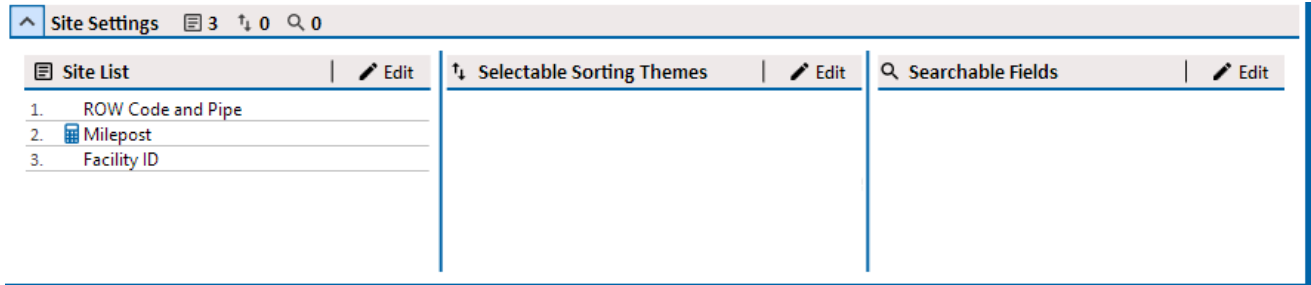 Site Settings 3 0 0
Site List Edit
1. ROW Code and Pipe
2. Milepost
3. Facility ID
Selectable Sorting Themes Edit
Searchable Fields Edit